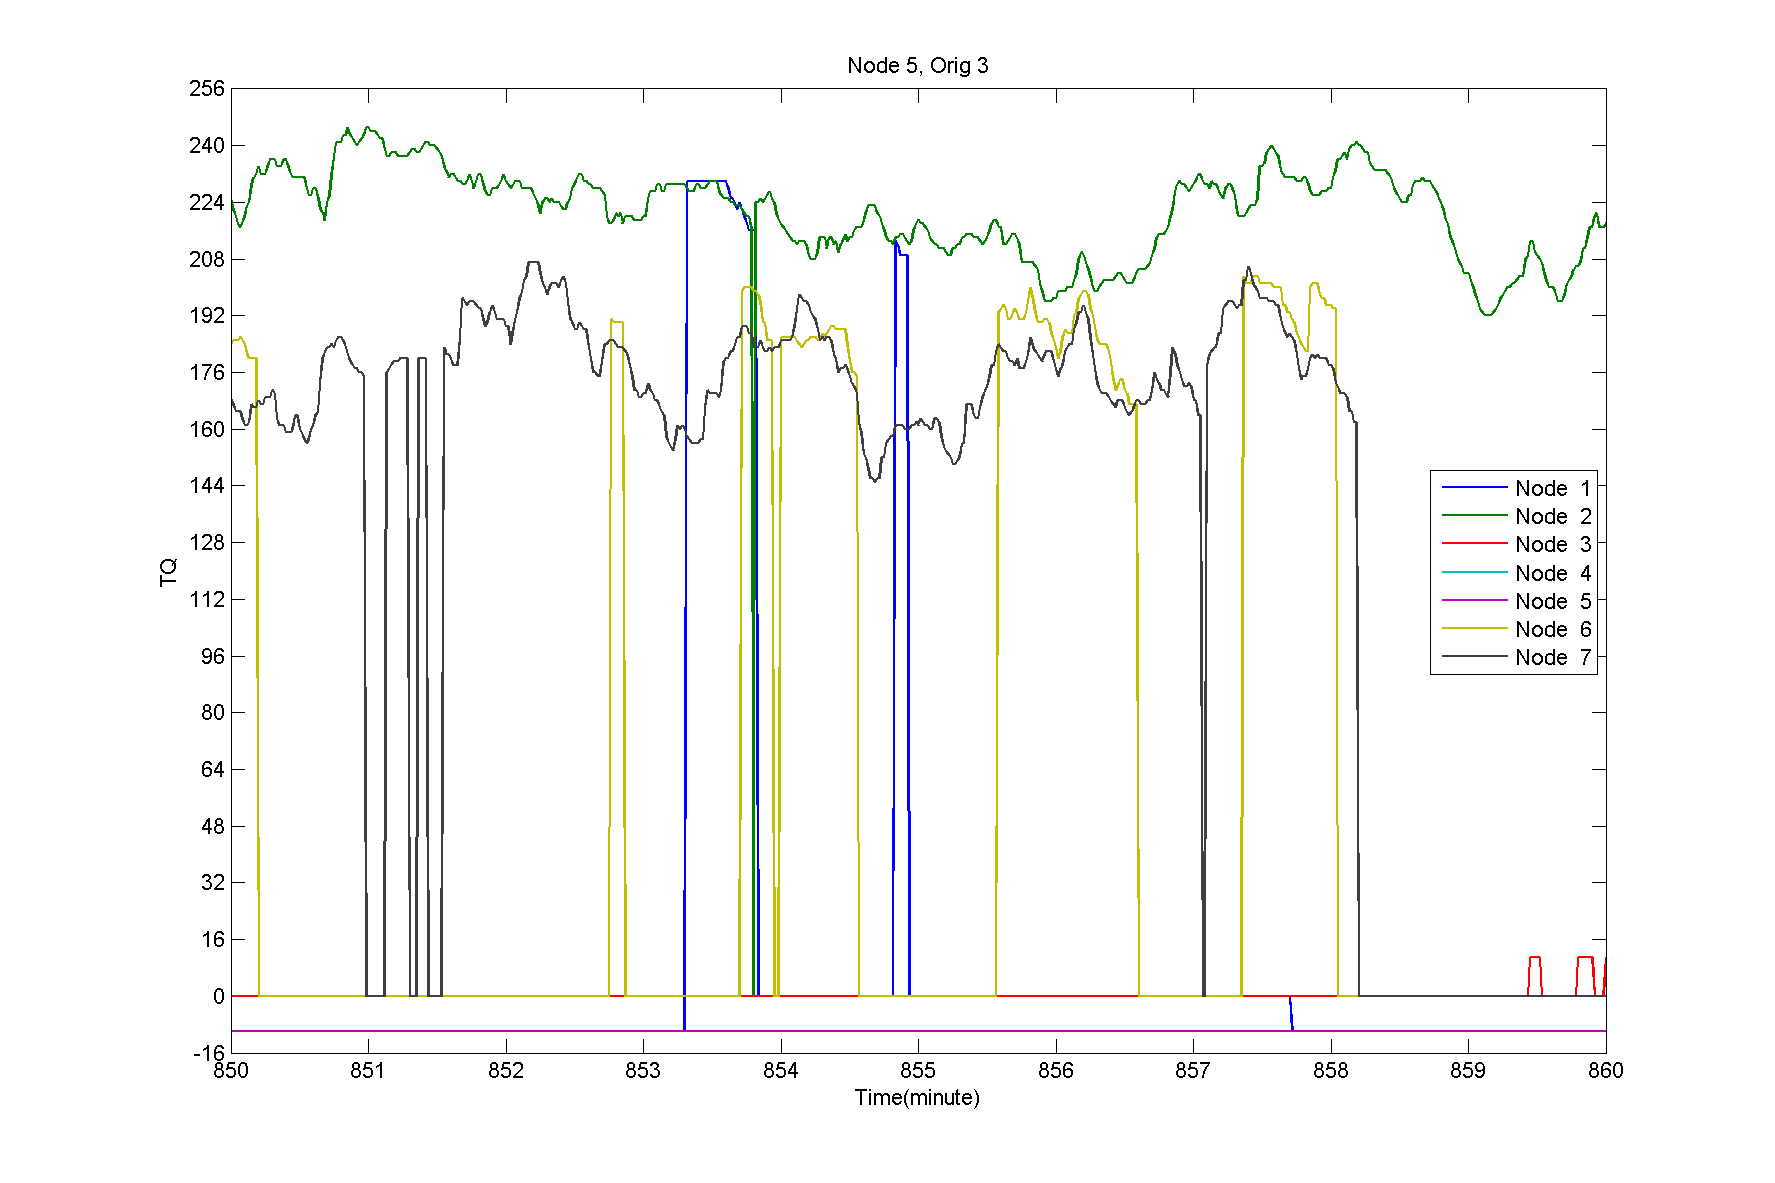 Node 5, Orig 3
256
240
224
208
192
176
160
144
128
112
96
80
64
48
32
16
0
-16
TQ
850 851 852 853 854 855 856 857 858 859 860
Time(minute)
Node 1
Node 2
Node 3
Node 4
Node 5
Node 6
Node 7